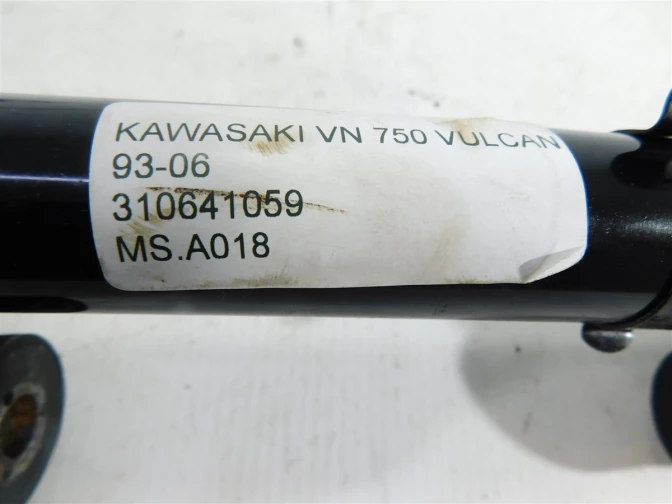 KAWASAKI VN 750 VULCAN
93-06
310641059
MS.A018